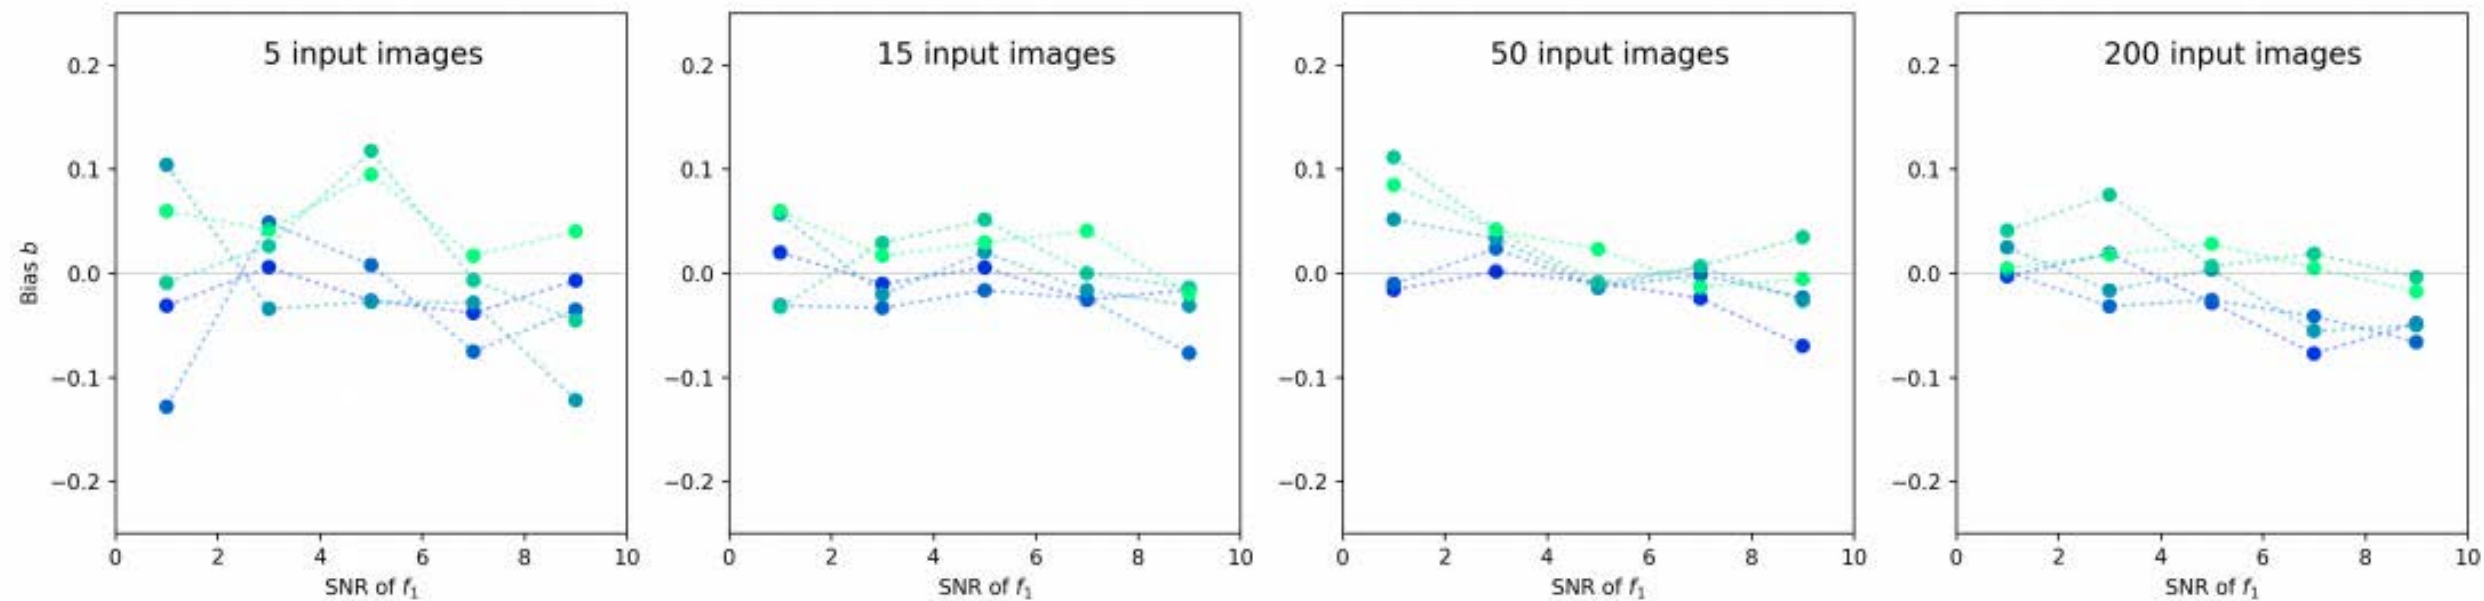 5 input images
0.2
0.1
0.0
−0.1
−0.2
Bias b
0 2 4 6 8 10
SNR of f₁
15 input images
0.2
0.1
0.0
−0.1
−0.2
0 2 4 6 8 10
SNR of f₁
50 input images
0.2
0.1
0.0
−0.1
−0.2
0 2 4 6 8 10
SNR of f₁
200 input images
0.2
0.1
0.0
−0.1
−0.2
0 2 4 6 8 10
SNR of f₁